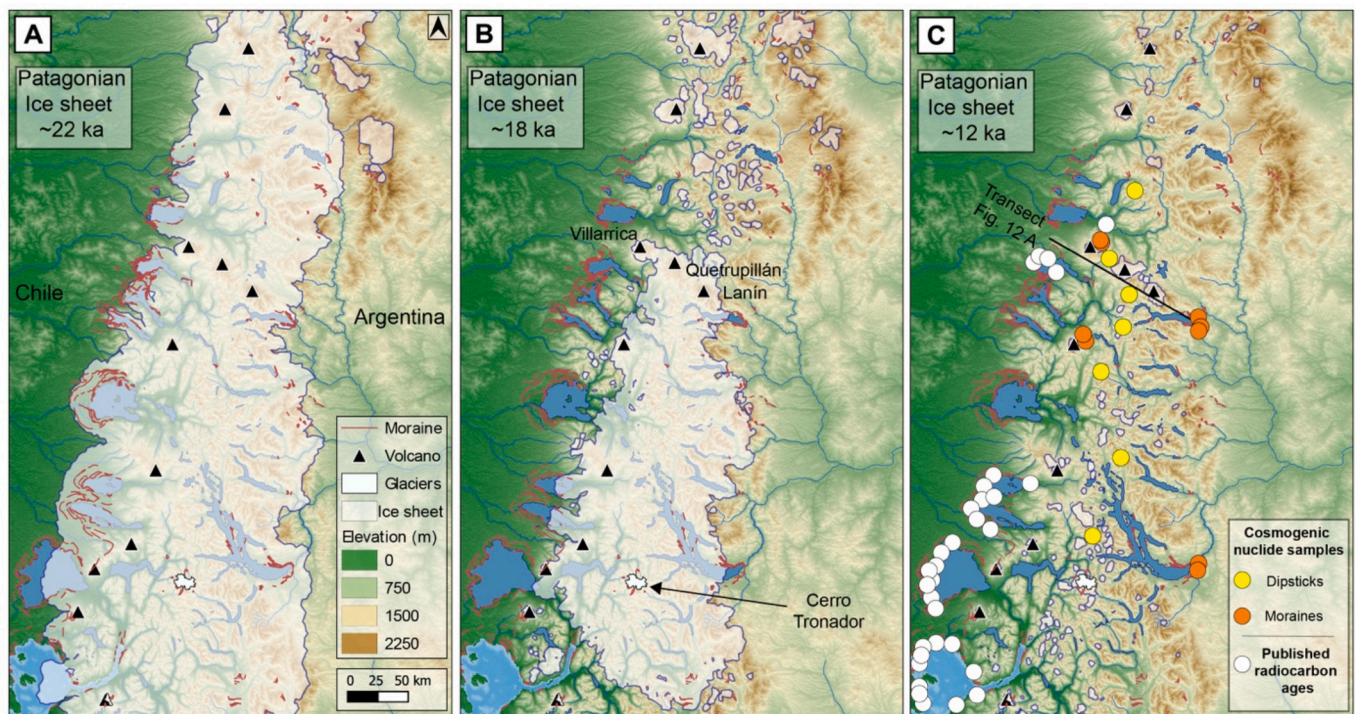 A
Patagonian
Ice sheet
~22 ka
Chile
Argentina
Moraine
Volcano
Glaciers
Ice sheet
Elevation (m)
0
750
1500
2250
0 25 50 km
B
Patagonian
Ice sheet
~18 ka
Villarrica
Quetrupillán
Lanín
Cerro
Tronador
C
Patagonian
Ice sheet
~12 ka
Transect
Fig. 12 A
Cosmogenic
nuclide samples
Dipsticks
Moraines
Published
radiocarbon
ages